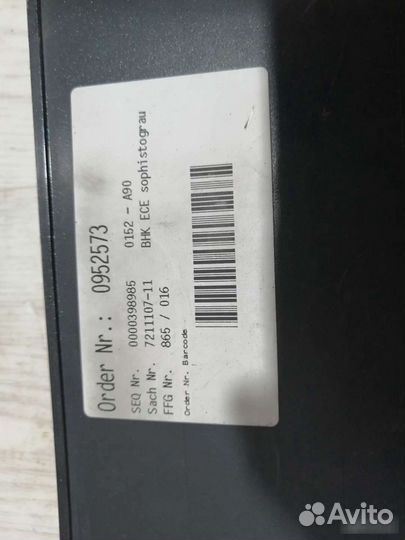 Order Nr.: 0952573
SEQ Nr. 0000398985 0152 - A90
Sach Nr. 7211107-11 BHK ECE sophistograu
FFG Nr. 865 / 016
Order Nr. Barcode
Avito